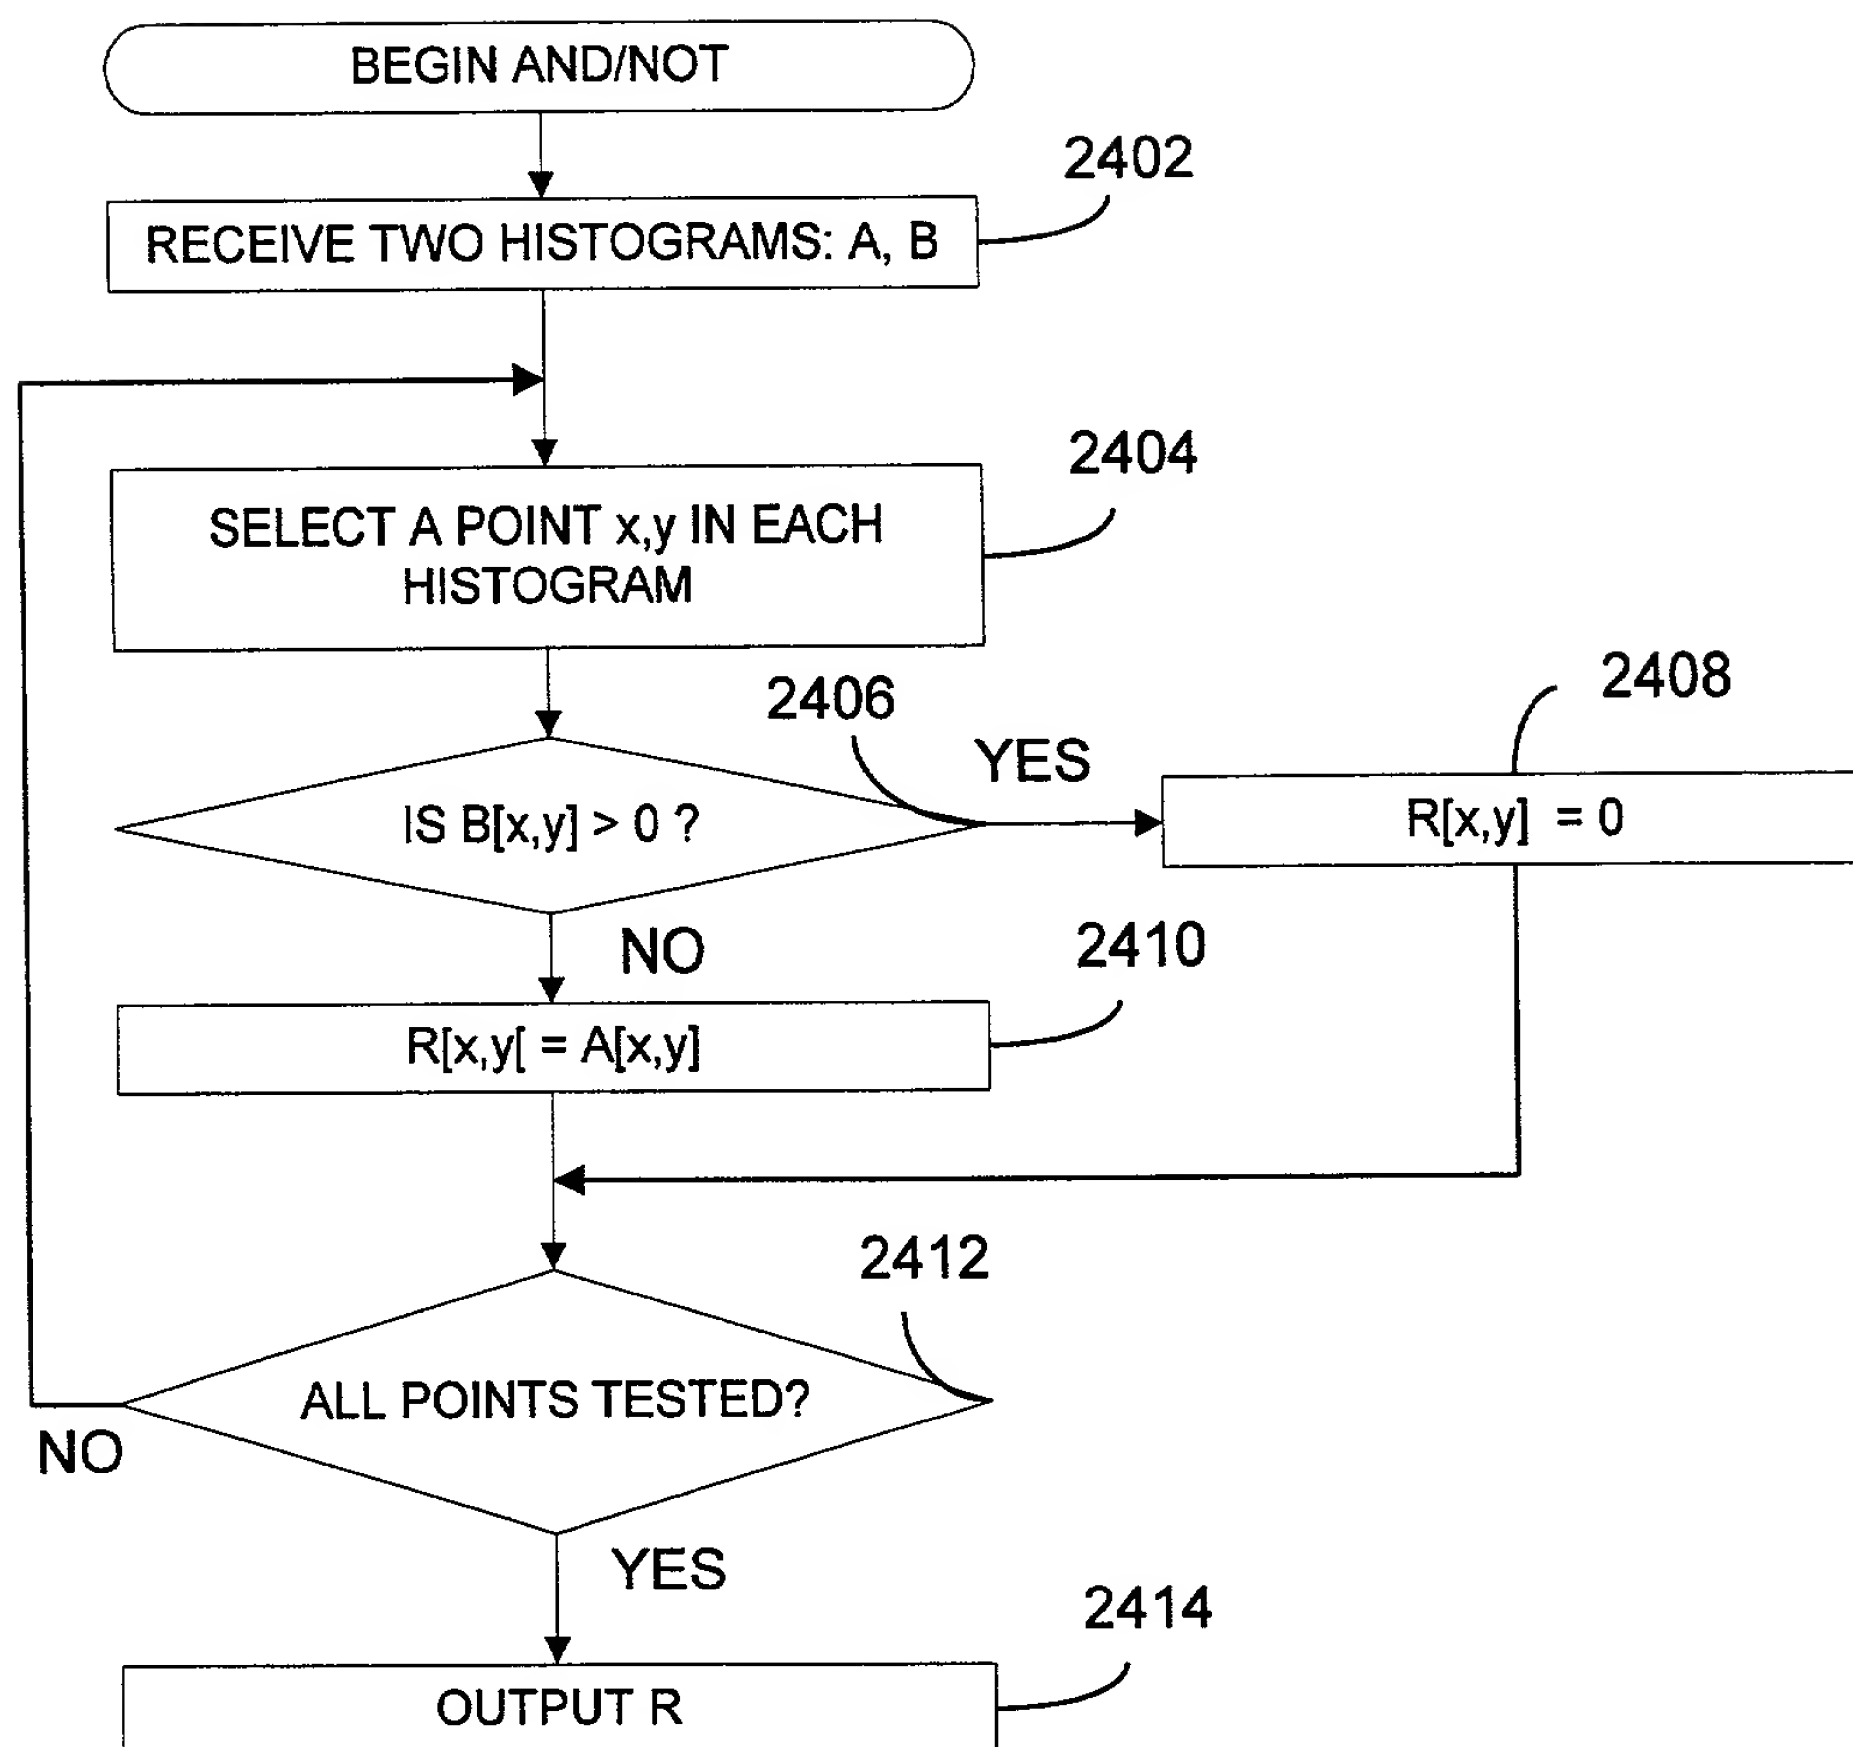 BEGIN AND/NOT
2402
RECEIVE TWO HISTOGRAMS: A, B
2404
SELECT A POINT x,y IN EACH
HISTOGRAM
2406
YES
2408
IS B[x,y] > 0 ?
R[x,y] = 0
NO
2410
R[x,y[ = A[x,y]
2412
ALL POINTS TESTED?
NO
YES
2414
OUTPUT R